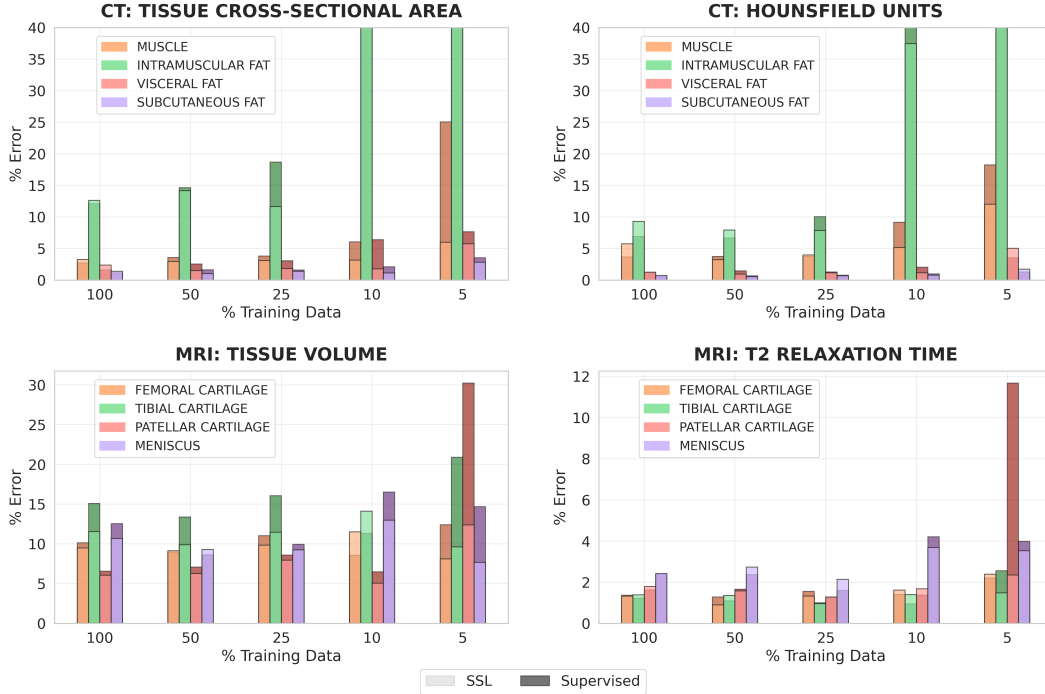 CT: TISSUE CROSS-SECTIONAL AREA
40
35
30
25
20
15
10
5
0
% Error
MUSCLE
INTRAMUSCULAR FAT
VISCERAL FAT
SUBCUTANEOUS FAT
100 50 25 10 5
% Training Data
CT: HOUNSFIELD UNITS
40
35
30
25
20
15
10
5
0
% Error
MUSCLE
INTRAMUSCULAR FAT
VISCERAL FAT
SUBCUTANEOUS FAT
100 50 25 10 5
% Training Data
MRI: TISSUE VOLUME
30
25
20
15
10
5
0
% Error
FEMORAL CARTILAGE
TIBIAL CARTILAGE
PATELLAR CARTILAGE
MENISCUS
100 50 25 10 5
% Training Data
MRI: T2 RELAXATION TIME
12
10
8
6
4
2
0
% Error
FEMORAL CARTILAGE
TIBIAL CARTILAGE
PATELLAR CARTILAGE
MENISCUS
100 50 25 10 5
% Training Data
SSL Supervised